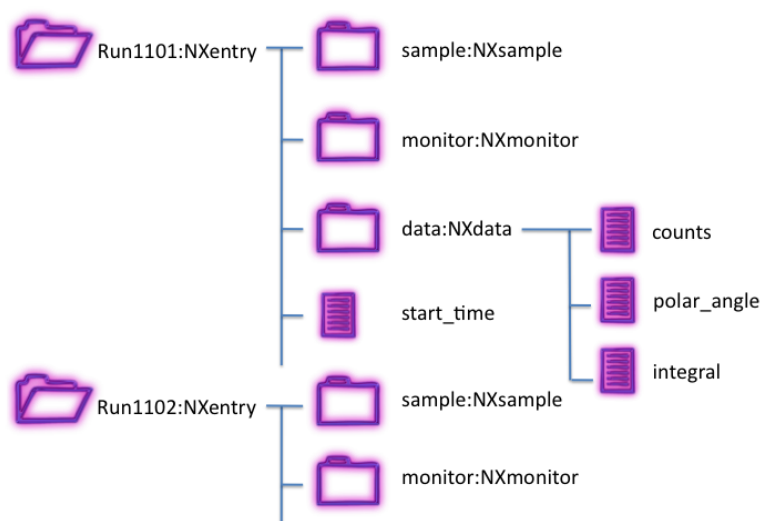 Run1101:NXentry
sample:NXsample
monitor:NXmonitor
data:NXdata
counts
polar_angle
integral
start_time
Run1102:NXentry
sample:NXsample
monitor:NXmonitor